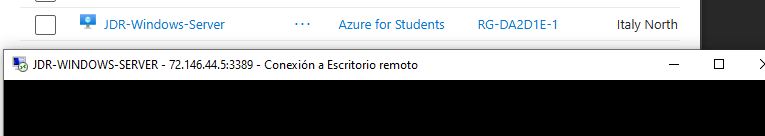 JDR-Windows-Server ··· Azure for Students RG-DA2D1E-1 Italy North
JDR-WINDOWS-SERVER - 72.146.44.5:3389 - Conexión a Escritorio remoto